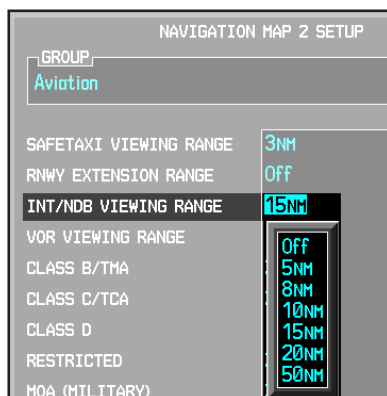 NAVIGATION MAP 2 SETUP
GROUP
Aviation
SAFETAXI VIEWING RANGE 3NM
RNWY EXTENSION RANGE Off
INT/NDB VIEWING RANGE 15NM
VOR VIEWING RANGE
Off
CLASS B/TMA
5NM
8NM
CLASS C/TCA
10NM
CLASS D
15NM
RESTRICTED
20NM
50NM
MOA (MILITARY)